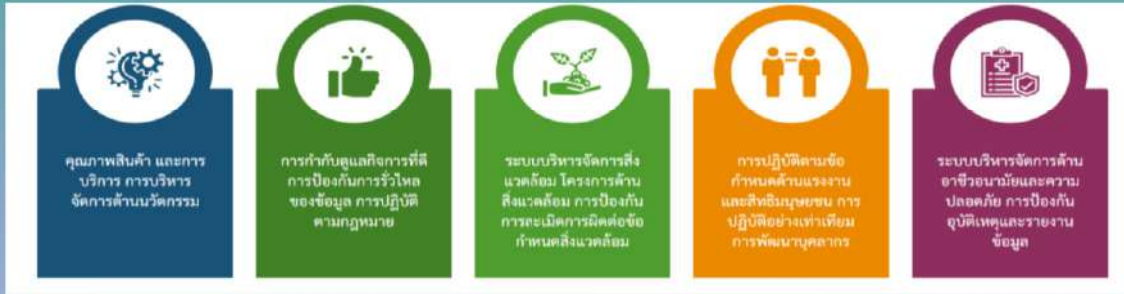 คุณภาพสินค้า และการ
บริการ การบริหาร
จัดการด้านนวัตกรรม
การกำกับดูแลกิจการที่ดี
การป้องกันการรั่วไหล
ของข้อมูล การปฏิบัติ
ตามกฎหมาย
ระบบบริหารจัดการสิ่ง
แวดล้อม โครงการด้าน
สิ่งแวดล้อม การป้องกัน
การละเมิดการผิดต่อข้อ
กำหนดสิ่งแวดล้อม
การปฏิบัติตามข้อ
กำหนดด้านแรงงาน
และสิทธิมนุษยชน การ
ปฏิบัติอย่างเท่าเทียม
การพัฒนาบุคลากร
ระบบบริหารจัดการด้าน
อาชีวอนามัยและความ
ปลอดภัย การป้องกัน
อุบัติเหตุและรายงาน
ข้อมูล